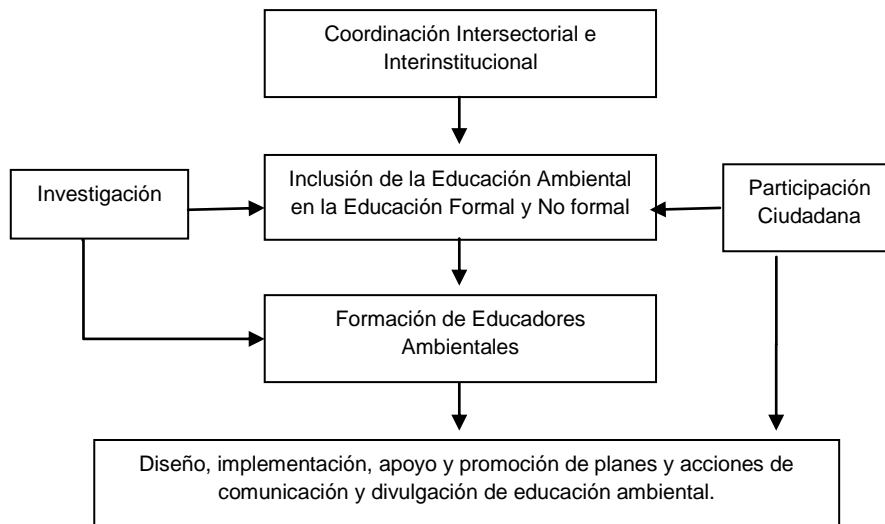 Coordinación Intersectorial e
Interinstitucional
Investigación
Inclusión de la Educación Ambiental
en la Educación Formal y No formal
Participación
Ciudadana
Formación de Educadores
Ambientales
Diseño, implementación, apoyo y promoción de planes y acciones de
comunicación y divulgación de educación ambiental.